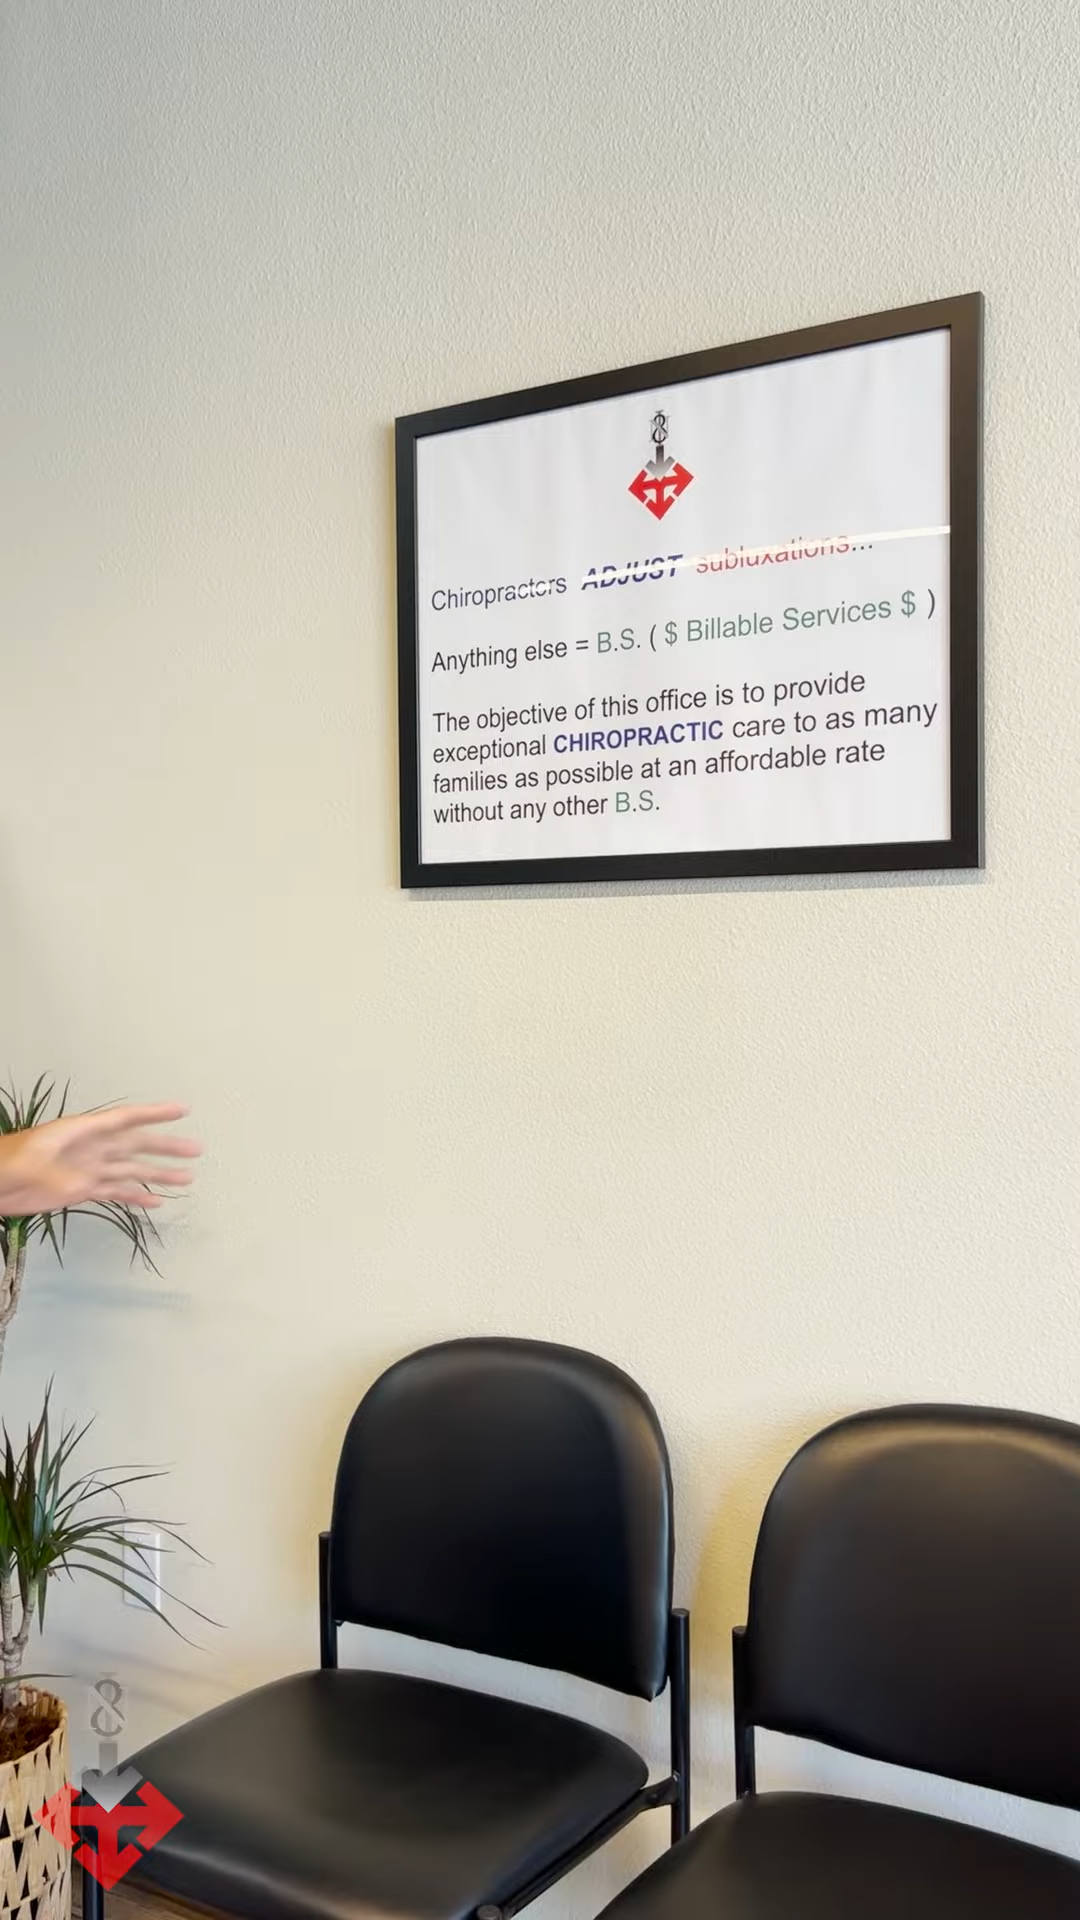 Chiropractors ADJUST subluxations...
Anything else = B.S. ( $ Billable Services $ )
The objective of this office is to provide
exceptional CHIROPRACTIC care to as many
families as possible at an affordable rate
without any other B.S.